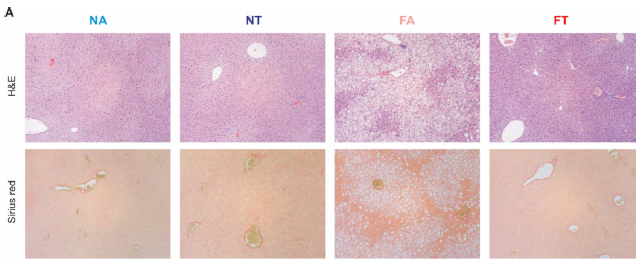 A
NA NT FA FT
H&E
Sirius red